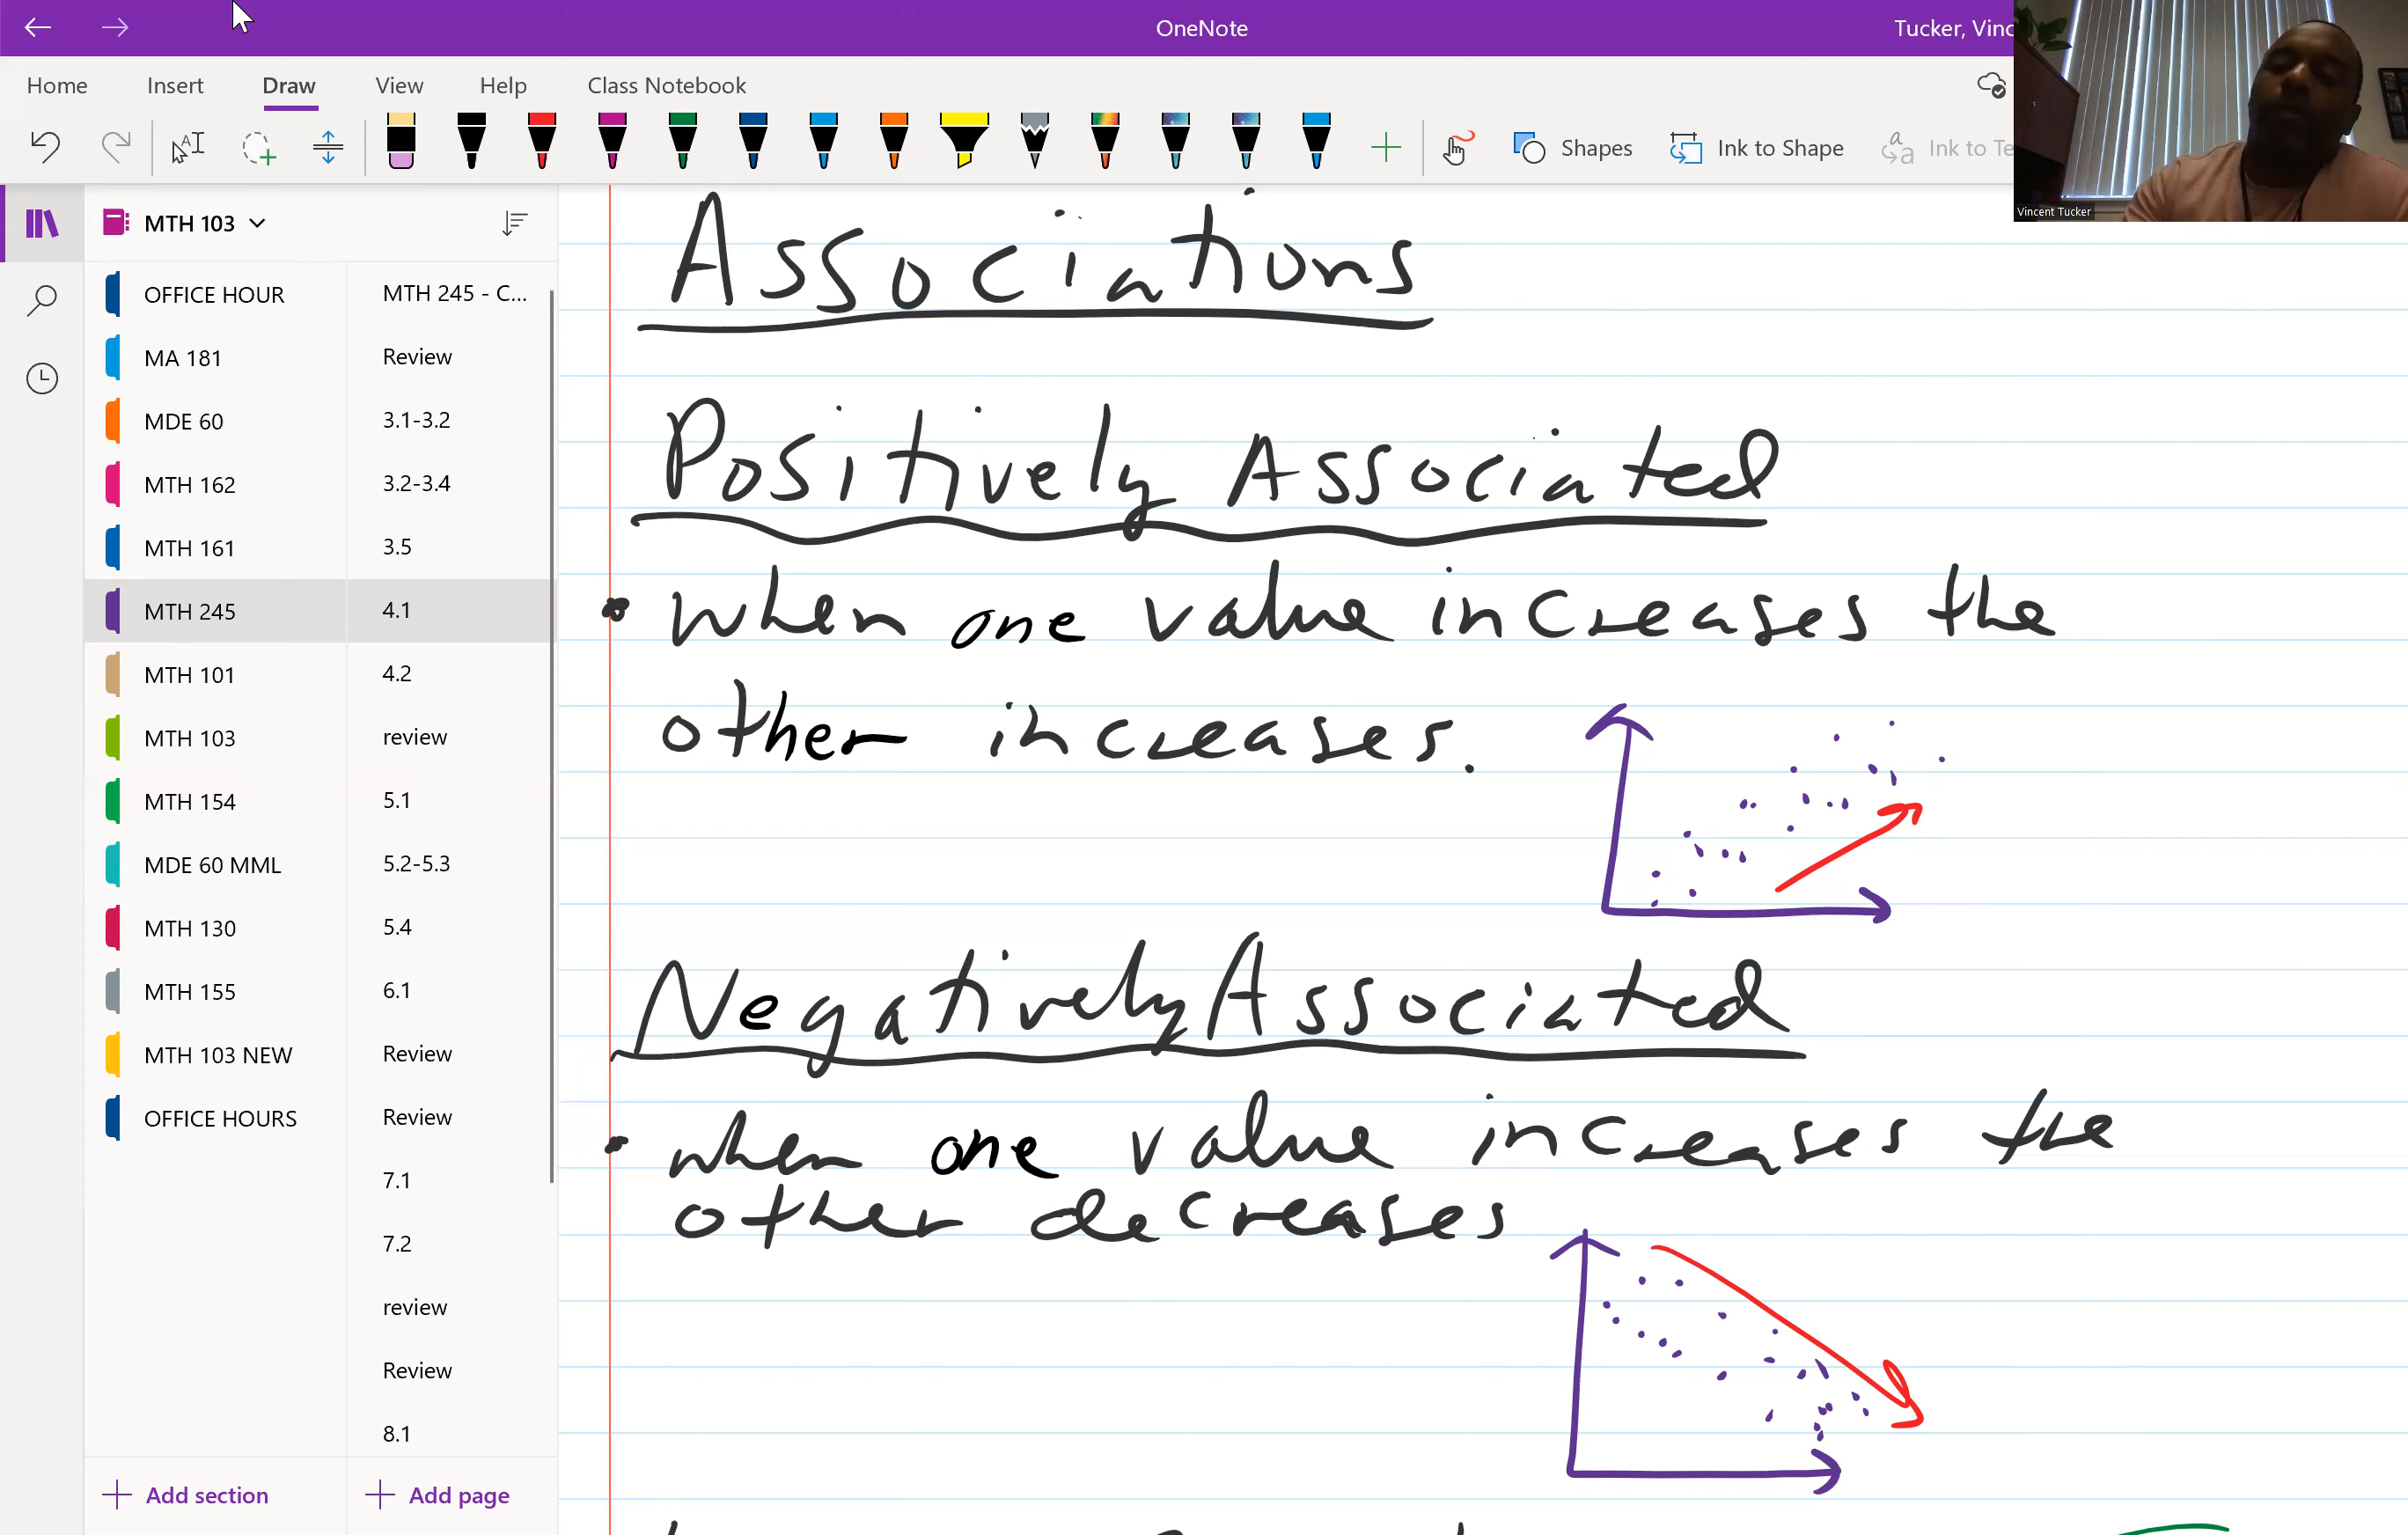 OneNote
Tucker, Vinc
Home Insert Draw View Help Class Notebook
Shapes Ink to Shape Ink to Te
Vincent Tucker
MTH 103
OFFICE HOUR
MA 181
MDE 60
MTH 162
MTH 161
MTH 245
MTH 101
MTH 103
MTH 154
MDE 60 MML
MTH 130
MTH 155
MTH 103 NEW
OFFICE HOURS
Add section
MTH 245 - C...
Review
3.1-3.2
3.2-3.4
3.5
4.1
4.2
review
5.1
5.2-5.3
5.4
6.1
Review
Review
7.1
7.2
review
Review
8.1
Add page
Associations
Positively Associated
• when one value increases the
other increases.
Negatively Associated
• when one value increases the
other decreases